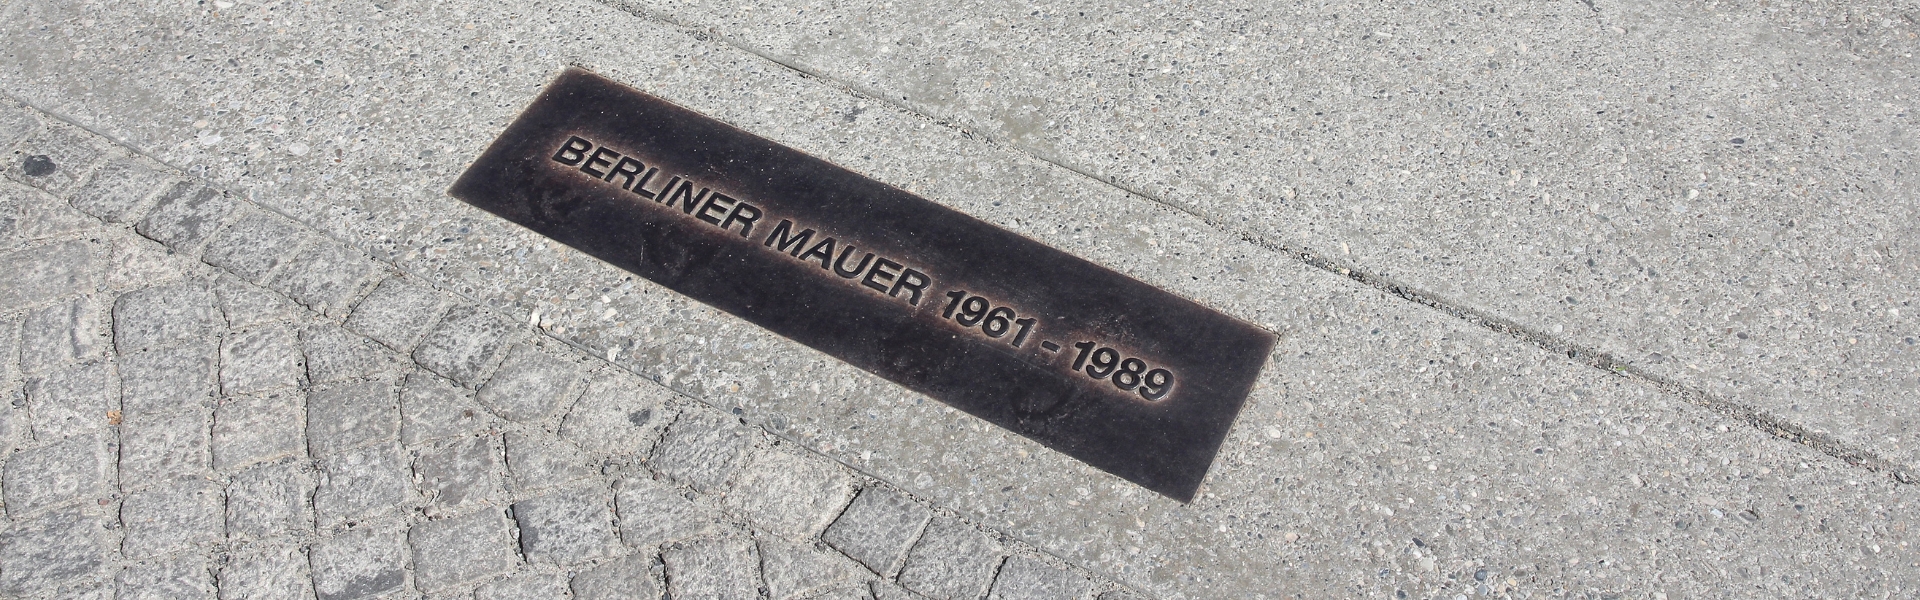 BERLINER MAUER 1961 - 1989